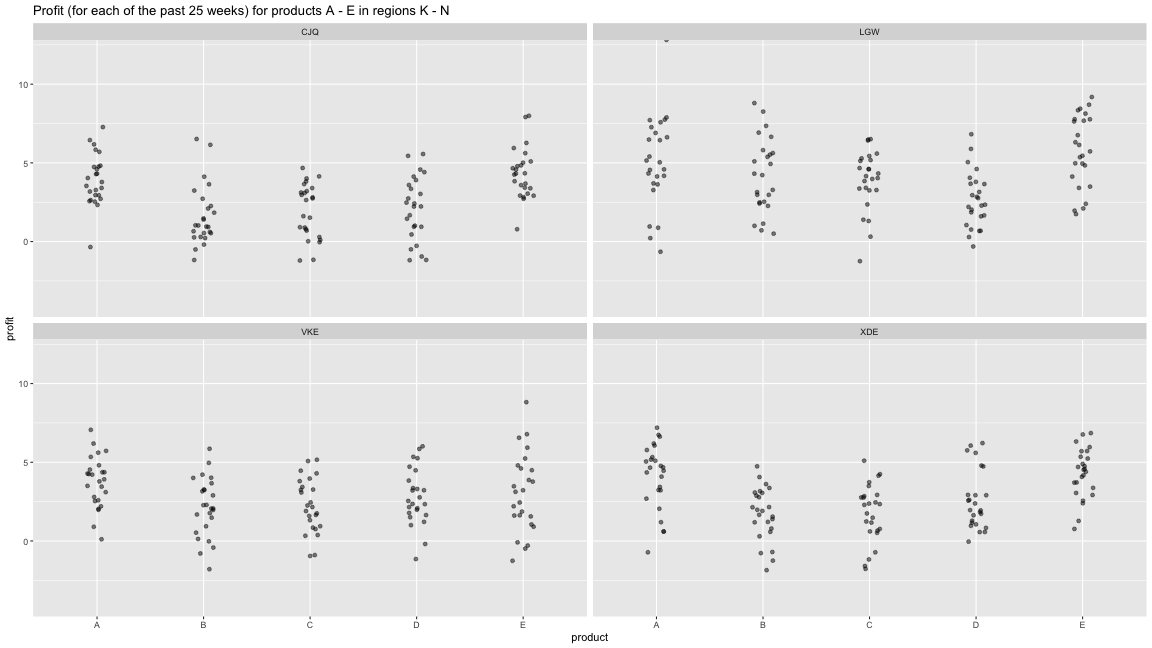 Profit (for each of the past 25 weeks) for products A - E in regions K - N
CJQ
LGW
10
5
0
profit
VKE
XDE
10
5
0
A B C D E A B C D E
product